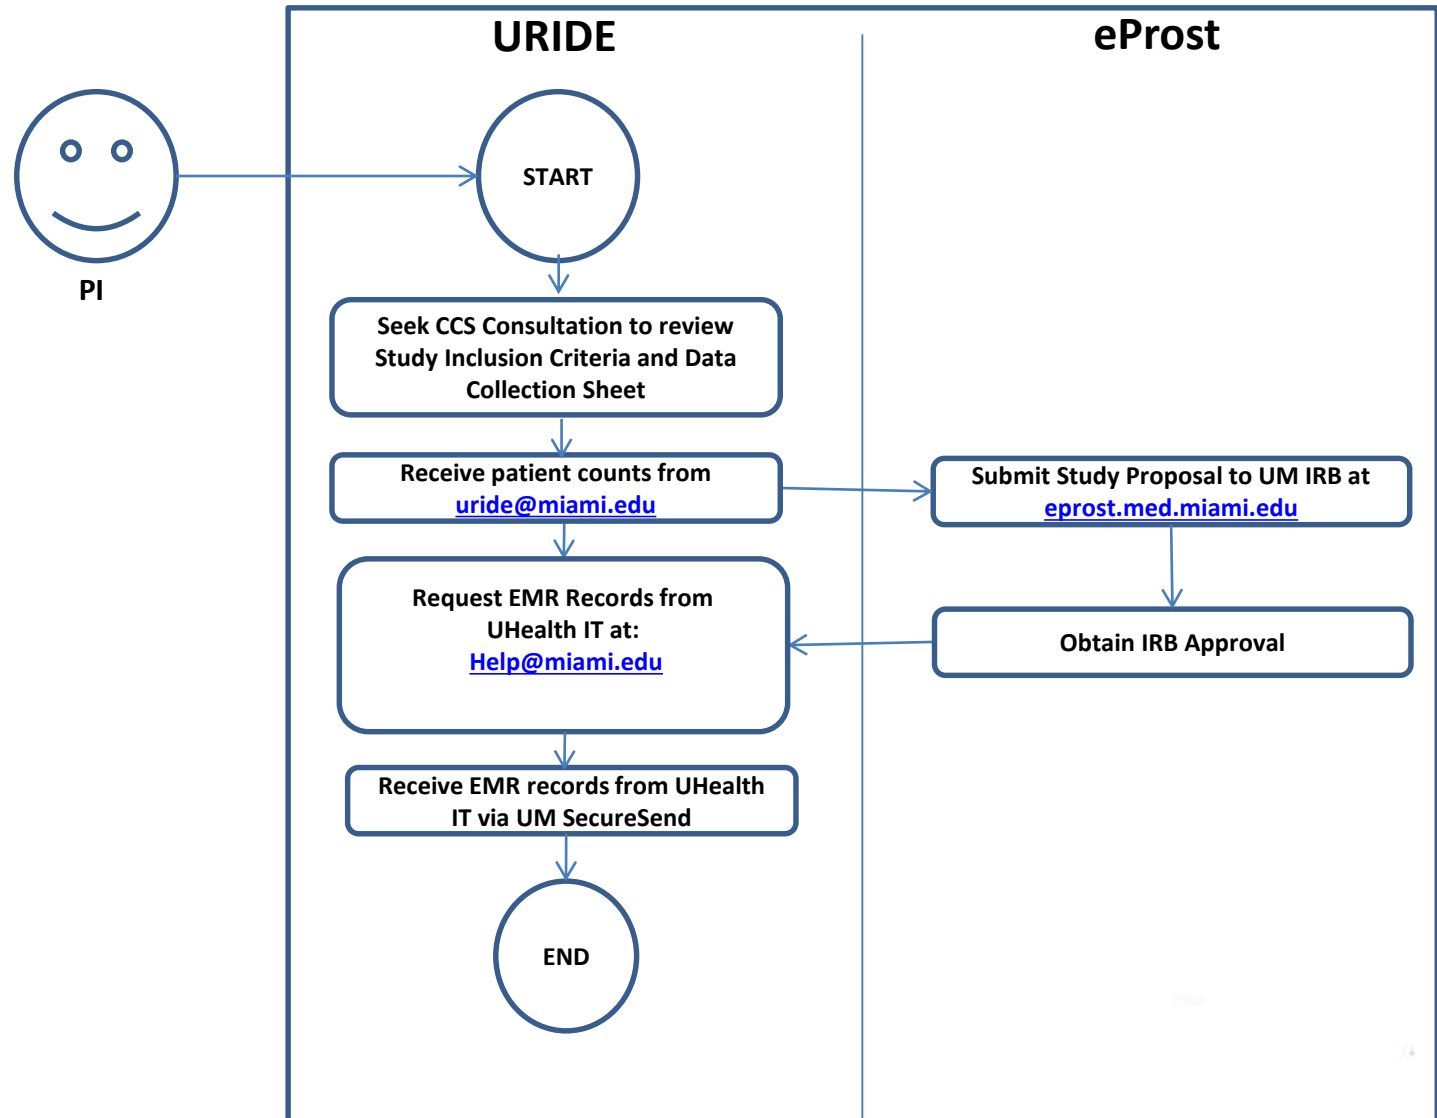 URIDE
eProst
START
PI
Seek CCS Consultation to review
Study Inclusion Criteria and Data
Collection Sheet
Receive patient counts from
uride@miami.edu
Submit Study Proposal to UM IRB at
eprost.med.miami.edu
Request EMR Records from
UHealth IT at:
Help@miami.edu
Obtain IRB Approval
Receive EMR records from UHealth
IT via UM SecureSend
END